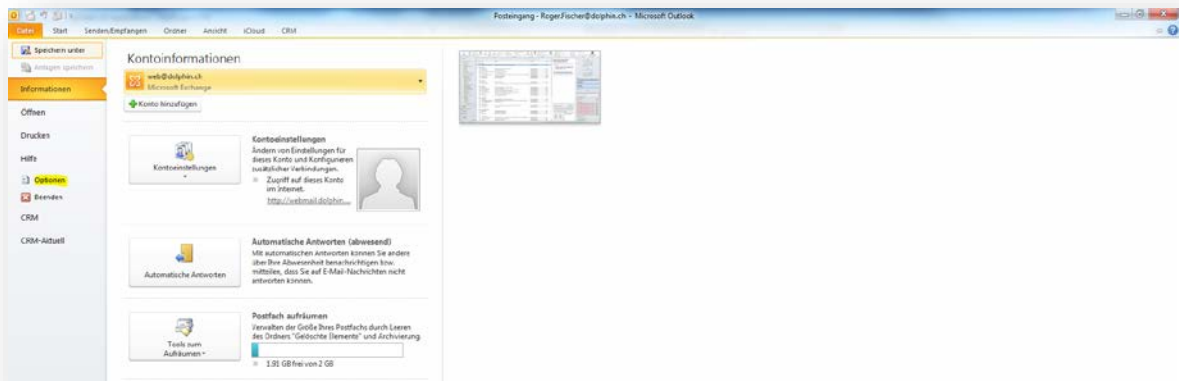 Posteingang - Roger.Fischer@dolphin.ch - Microsoft Outlook
Datei Start Senden/Empfangen Ordner Ansicht iCloud CRM
Speichern unter
Anlagen speichern
Informationen
Öffnen
Drucken
Hilfe
Optionen
Beenden
CRM
CRM-Aktuell
Kontoinformationen
web@dolphin.ch
Microsoft Exchange
Konto hinzufügen
Kontoeinstellungen
Kontoeinstellungen
Ändern von Einstellungen für
dieses Konto und Konfigurieren
zusätzlicher Verbindungen.
Zugriff auf dieses Konto
im Internet.
http://webmail.dolphin...
Automatische Antworten
Automatische Antworten (abwesend)
Mit automatischen Antworten können Sie andere
über Ihre Abwesenheit benachrichtigen bzw.
mitteilen, dass Sie auf E-Mail-Nachrichten nicht
antworten können.
Tools zum
Aufräumen
Postfach aufräumen
Verwalten der Größe Ihres Postfachs durch Leeren
des Ordners "Gelöschte Elemente" und Archivierung.
1.91 GB frei von 2 GB